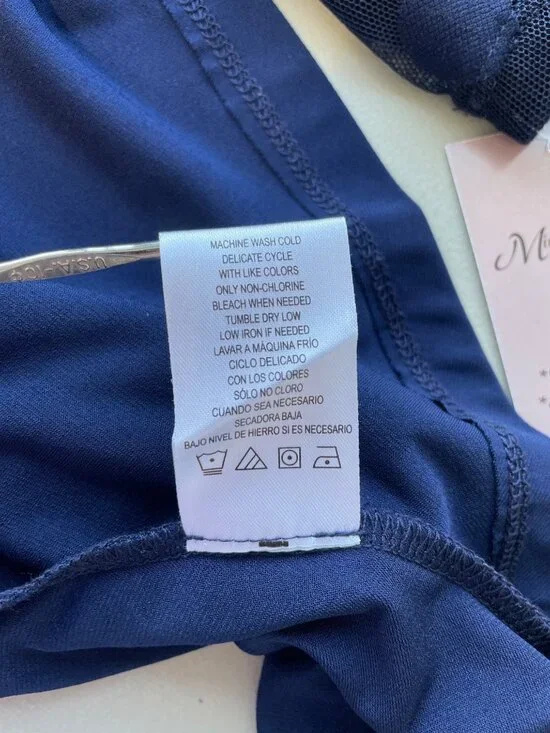 MACHINE WASH COLD
DELICATE CYCLE
WITH LIKE COLORS
ONLY NON-CHLORINE
BLEACH WHEN NEEDED
TUMBLE DRY LOW
LOW IRON IF NEEDED
LAVAR A MÁQUINA FRÍO
CICLO DELICADO
CON LOS COLORES
SÓLO NO CLORO
CUANDO SEA NECESARIO
SECADORA BAJA
BAJO NIVEL DE HIERRO SI ES NECESARIO